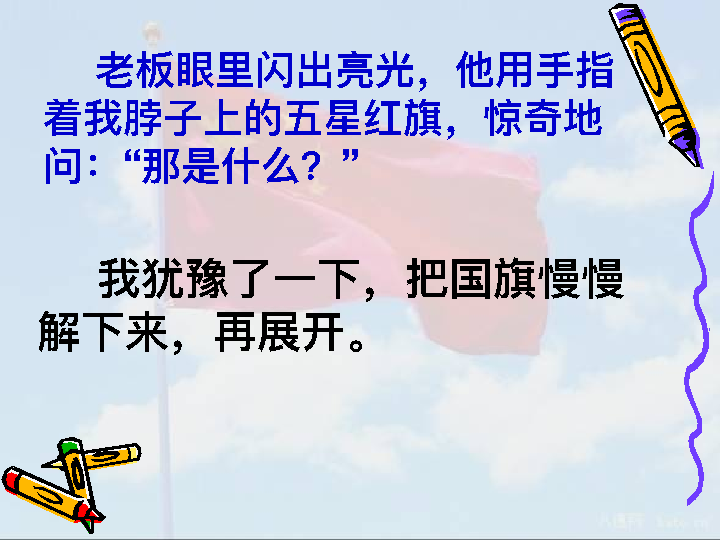 老板眼里闪出亮光，他用手指
着我脖子上的五星红旗，惊奇地
问：“那是什么？”
我犹豫了一下，把国旗慢慢
解下来，再展开。